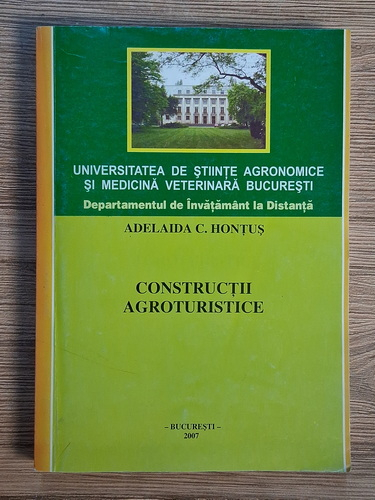 UNIVERSITATEA DE ŞTIINŢE AGRONOMICE
ŞI MEDICINĂ VETERINARĂ BUCUREŞTI
Departamentul de Învăţământ la Distanţă
ADELAIDA C. HONŢUŞ
CONSTRUCŢII
AGROTURISTICE
– BUCUREŞTI –
2007